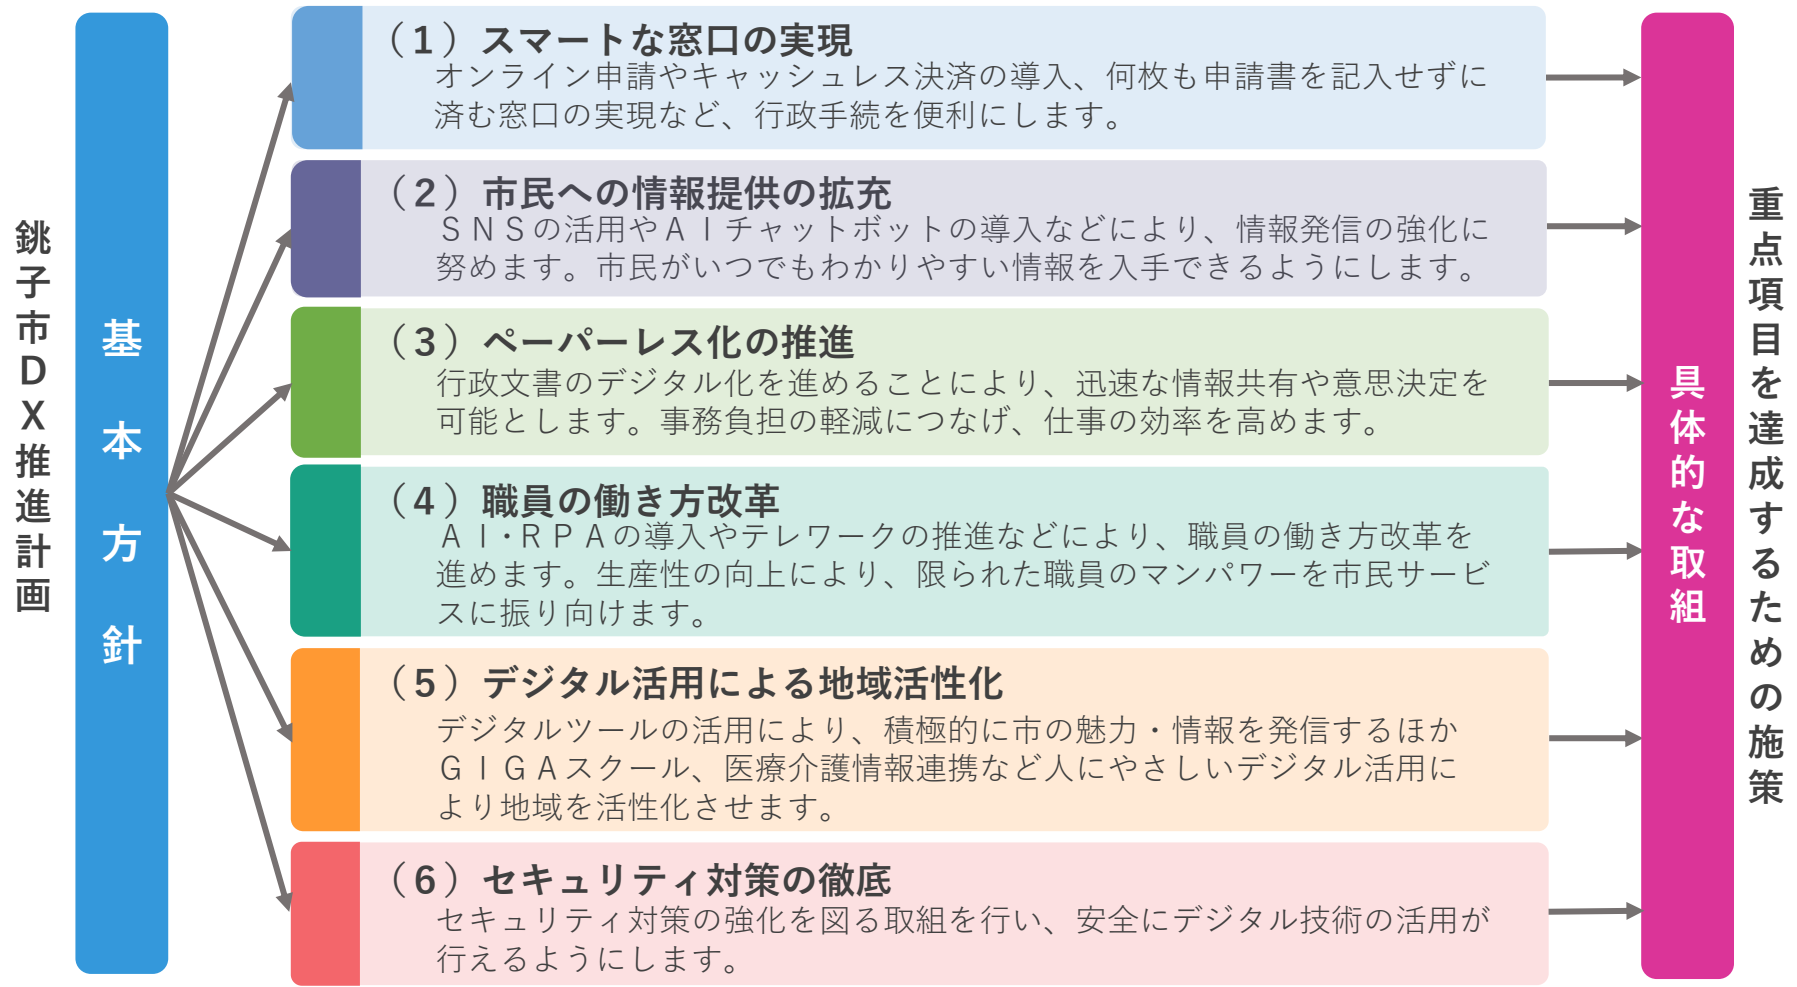 銚子市DX推進計画
基本方針
（１）スマートな窓口の実現
オンライン申請やキャッシュレス決済の導入、何枚も申請書を記入せずに
済む窓口の実現など、行政手続を便利にします。
（２）市民への情報提供の拡充
ＳＮＳの活用やＡＩチャットボットの導入などにより、情報発信の強化に
努めます。市民がいつでもわかりやすい情報を入手できるようにします。
（３）ペーパーレス化の推進
行政文書のデジタル化を進めることにより、迅速な情報共有や意思決定を
可能とします。事務負担の軽減につなげ、仕事の効率を高めます。
（４）職員の働き方改革
ＡＩ・ＲＰＡの導入やテレワークの推進などにより、職員の働き方改革を
進めます。生産性の向上により、限られた職員のマンパワーを市民サービ
スに振り向けます。
（５）デジタル活用による地域活性化
デジタルツールの活用により、積極的に市の魅力・情報を発信するほか
ＧＩＧＡスクール、医療介護情報連携など人にやさしいデジタル活用に
より地域を活性化させます。
（６）セキュリティ対策の徹底
セキュリティ対策の強化を図る取組を行い、安全にデジタル技術の活用が
行えるようにします。
具体的な取組
重点項目を達成するための施策